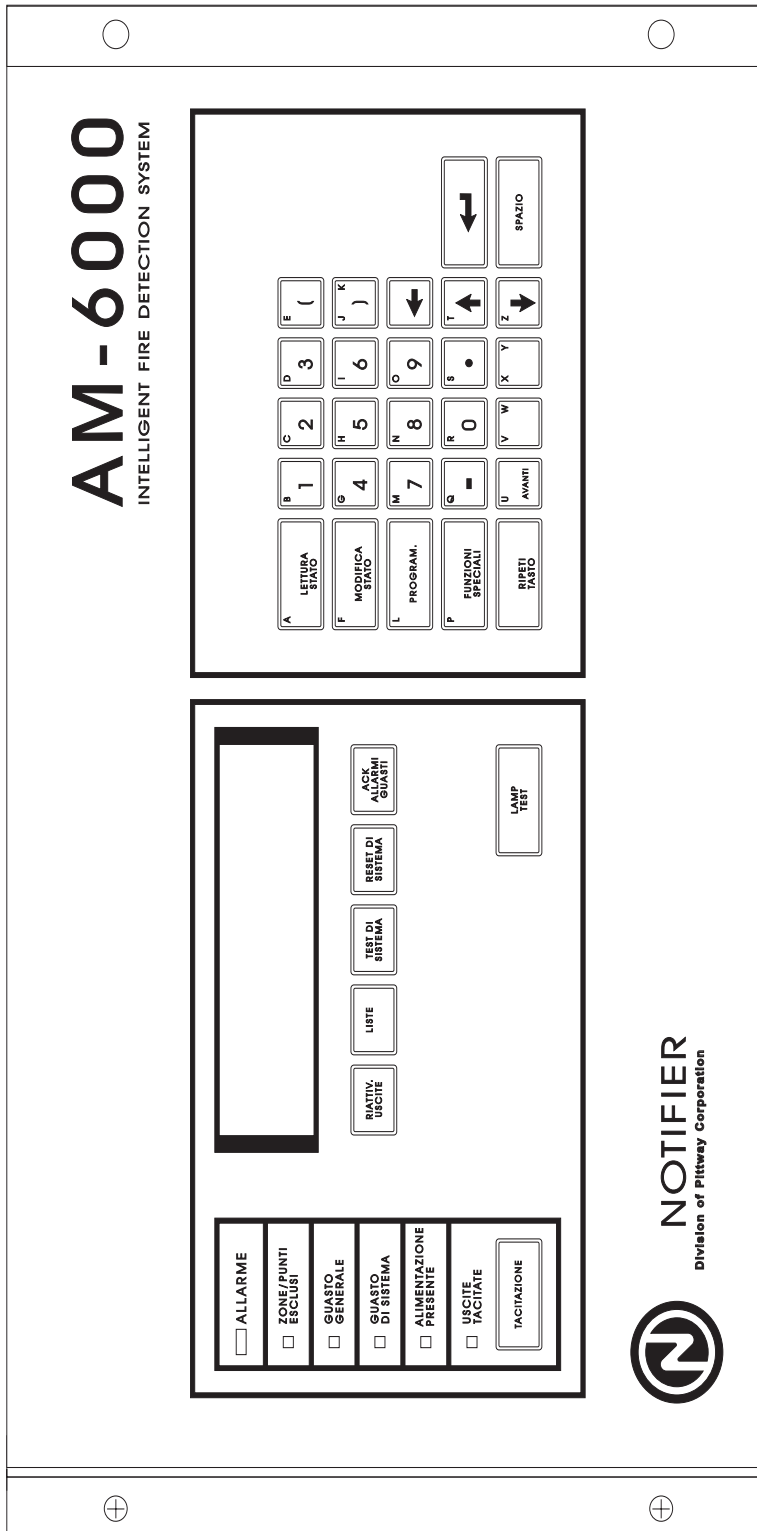 AM-6000
INTELLIGENT FIRE DETECTION SYSTEM
ALLARME
ZONE/PUNTI
ESCLUSI
GUASTO
GENERALE
GUASTO
DI SISTEMA
ALIMENTAZIONE
PRESENTE
USCITE
TACITATE
TACITAZIONE
RIATTIV.
USCITE
LISTE
TEST DI
SISTEMA
RESET DI
SISTEMA
ACK
ALLARMI
GUASTI
LAMP
TEST
A
LETTURA
STATO
B
1
C
2
D
3
E
(
F
MODIFICA
STATO
G
4
H
5
I
6
J K
)
L
PROGRAM.
M
7
N
8
O
9
P
FUNZIONI
SPECIALI
Q
-
R
0
S
•
T
RIPETI
TASTO
U
AVANTI
V W
X Y
Z
SPAZIO
N
NOTIFIER
Division of Pittway Corporation